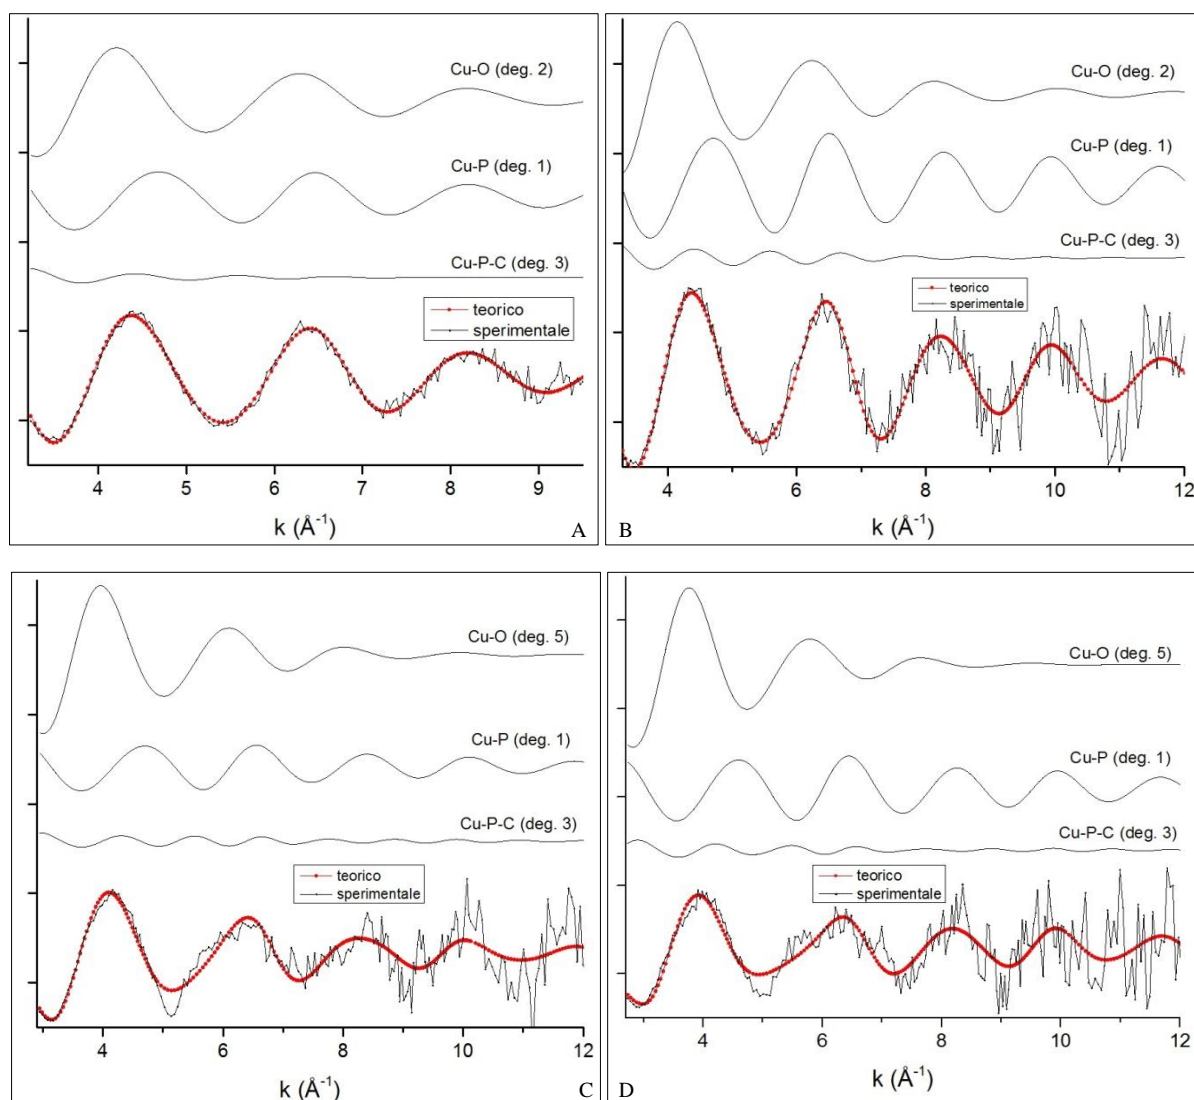 Cu-O (deg. 2)
Cu-P (deg. 1)
Cu-P-C (deg. 3)
teorico
sperimentale
4 5 6 7 8 9
k (Å⁻¹)
A
Cu-O (deg. 2)
Cu-P (deg. 1)
Cu-P-C (deg. 3)
teorico
sperimentale
4 6 8 10 12
k (Å⁻¹)
B
Cu-O (deg. 5)
Cu-P (deg. 1)
Cu-P-C (deg. 3)
teorico
sperimentale
4 6 8 10 12
k (Å⁻¹)
C
Cu-O (deg. 5)
Cu-P (deg. 1)
Cu-P-C (deg. 3)
teorico
sperimentale
4 6 8 10 12
k (Å⁻¹)
D